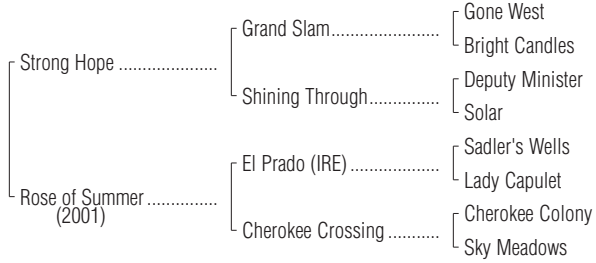 Gone West
Grand Slam......................
Bright Candles
Strong Hope ....................
Deputy Minister
Shining Through..............
Solar
Sadler's Wells
El Prado (IRE) ..................
Lady Capulet
Rose of Summer..............
(2001)
Cherokee Colony
Cherokee Crossing ..........
Sky Meadows